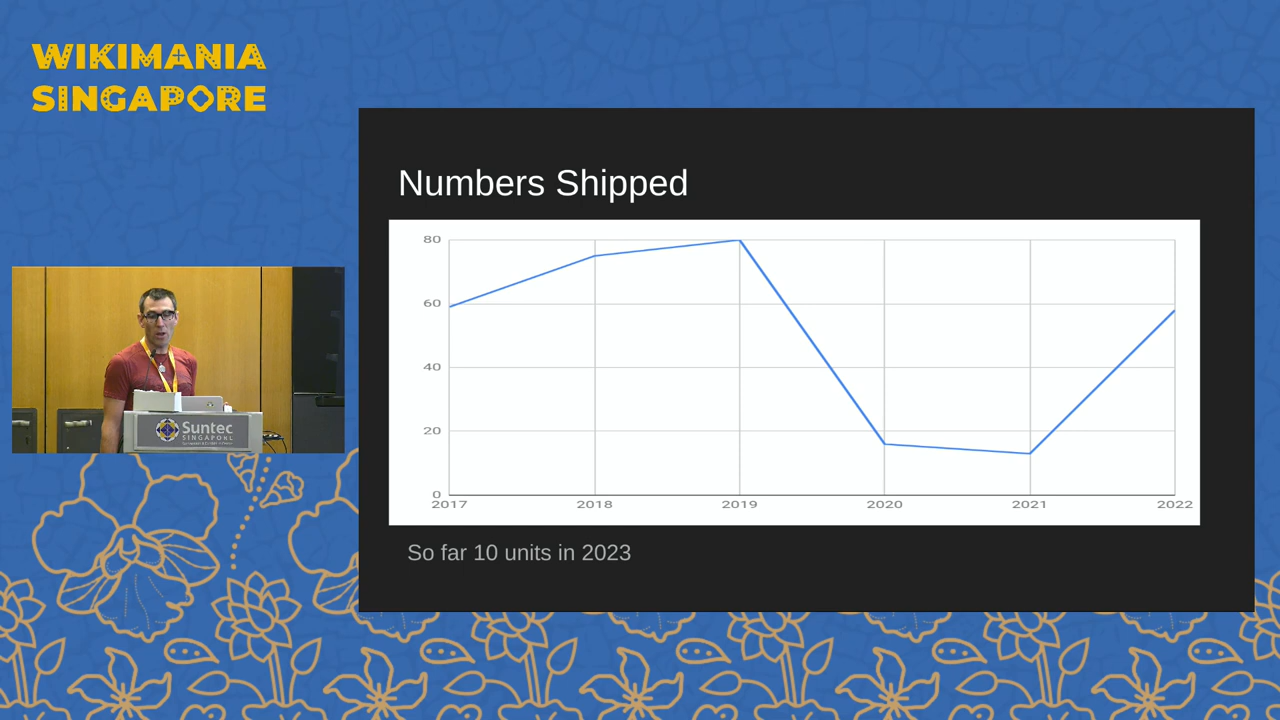 WIKIMANIA
SINGAPORE
Numbers Shipped
80
60
40
20
0
2017 2018 2019 2020 2021 2022
So far 10 units in 2023
Suntec
SINGAPORE